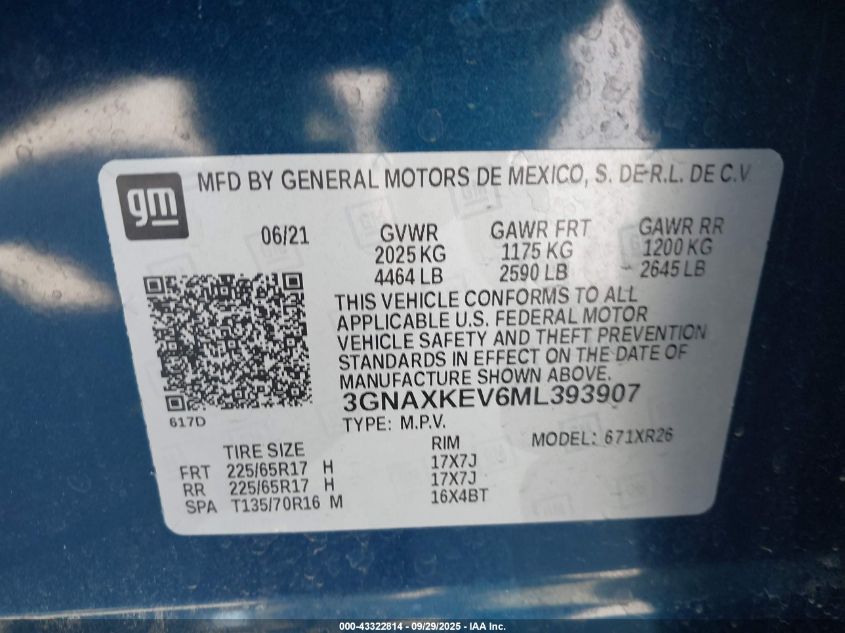 gm
MFD BY GENERAL MOTORS DE MEXICO, S. DE R.L. DE C.V.
06/21 GVWR GAWR FRT GAWR RR
2025 KG 1175 KG 1200 KG
4464 LB 2590 LB 2645 LB
THIS VEHICLE CONFORMS TO ALL
APPLICABLE U.S. FEDERAL MOTOR
VEHICLE SAFETY AND THEFT PREVENTION
STANDARDS IN EFFECT ON THE DATE OF
MANUFACTURE SHOWN ABOVE.
3GNAXKEV6ML393907
617D
TYPE: M.P.V.
MODEL: 671XR26
TIRE SIZE RIM
FRT 225/65R17 H 17X7J
RR 225/65R17 H 17X7J
SPA T135/70R16 M 16X4BT
000-43322814 - 09/29/2025 - IAA Inc.